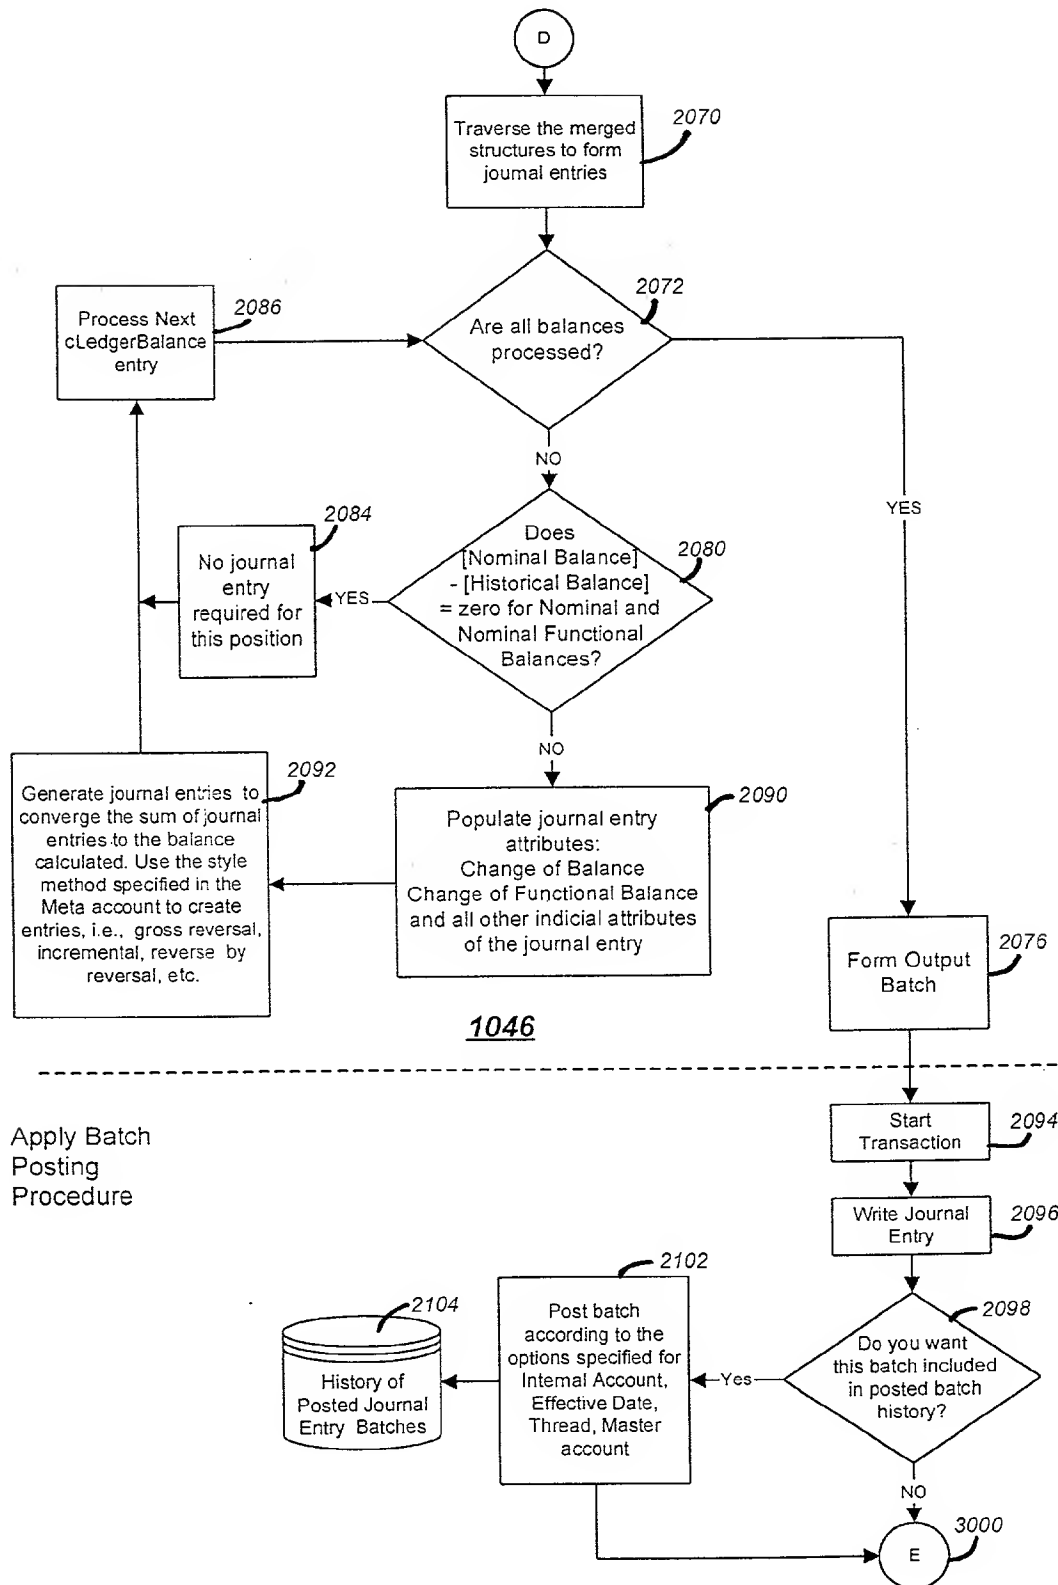 D
Traverse the merged
structures to form
journal entries
2070
2072
Are all balances
processed?
Process Next
cLedgerBalance
entry
2086
NO
YES
2084
No journal
entry
required for
this position
YES
Does
[Nominal Balance]
- [Historical Balance]
= zero for Nominal and
Nominal Functional
Balances?
2080
NO
2092
Generate journal entries to
converge the sum of journal
entries to the balance
calculated. Use the style
method specified in the
Meta account to create
entries, i.e., gross reversal,
incremental, reverse by
reversal, etc.
2090
Populate journal entry
attributes:
Change of Balance
Change of Functional Balance
and all other indicial attributes
of the journal entry
2076
Form Output
Batch
1046
Apply Batch
Posting
Procedure
Start
Transaction
2094
Write Journal
Entry
2096
2098
Do you want
this batch included
in posted batch
history?
Yes
2102
Post batch
according to the
options specified for
Internal Account,
Effective Date,
Thread, Master
account
2104
History of
Posted Journal
Entry Batches
NO
E
3000